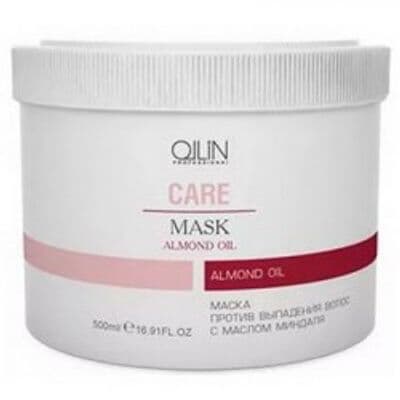 OLLIN
PROFESSIONAL
CARE
MASK
ALMOND OIL
ALMOND OIL
МАСКА
ПРОТИВ ВЫПАДЕНИЯ ВОЛОС
С МАСЛОМ МИНДАЛЯ
500ml ℮ 16.91FL.OZ